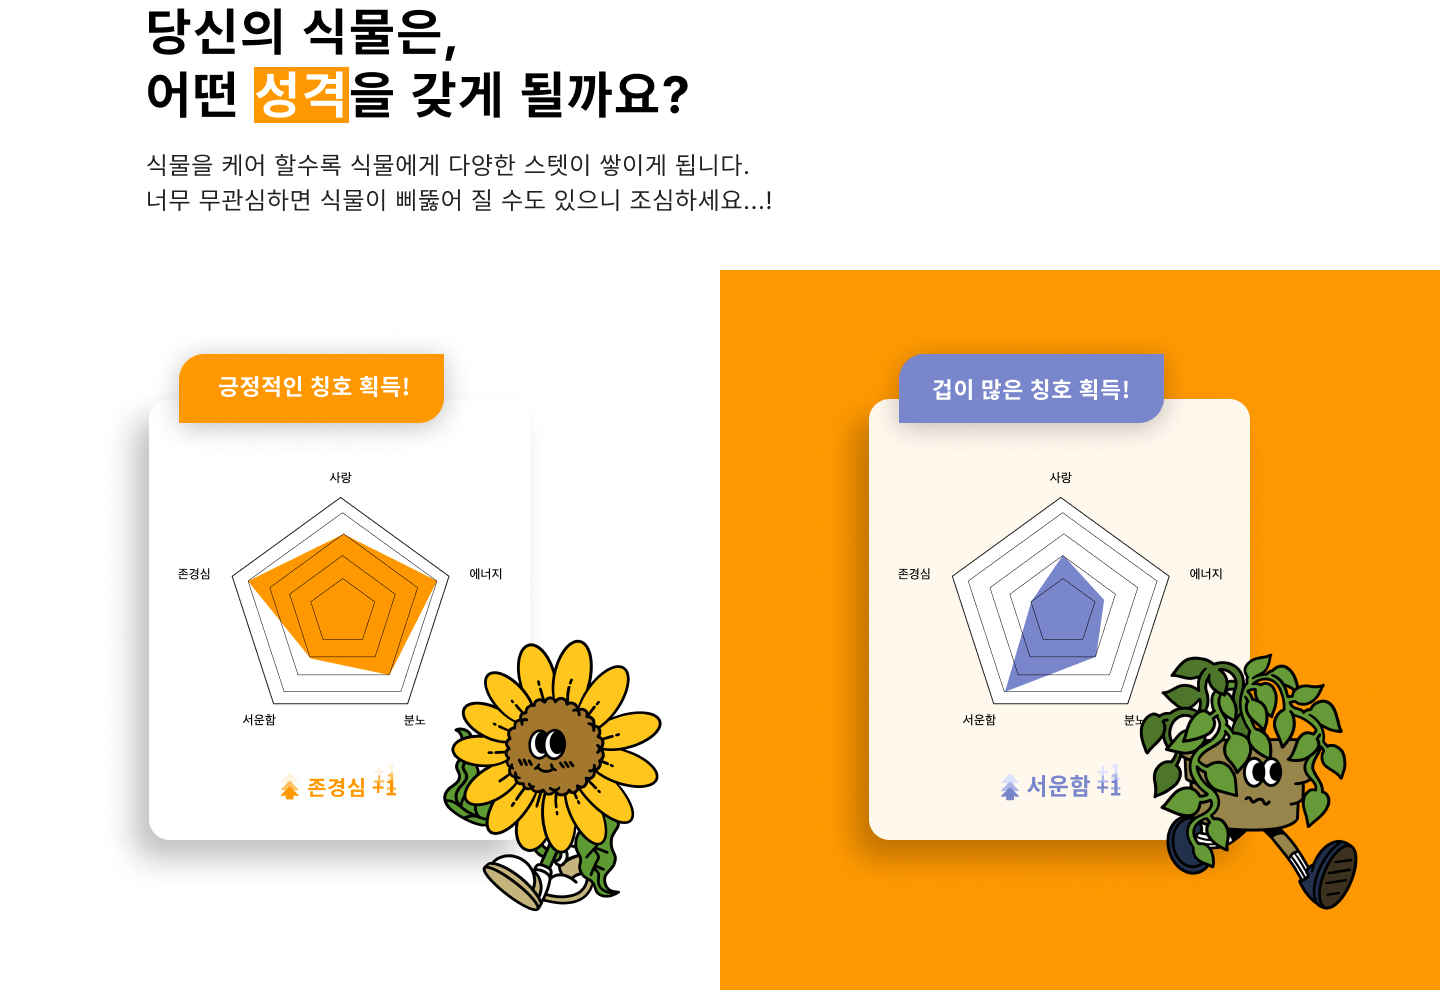 당신의 식물은,
어떤 성격을 갖게 될까요?
식물을 케어 할수록 식물에게 다양한 스텟이 쌓이게 됩니다.
너무 무관심하면 식물이 삐뚫어 질 수도 있으니 조심하세요...!
긍정적인 칭호 획득!
사랑
존경심
에너지
서운함
분노
존경심 +1
겁이 많은 칭호 획득!
사랑
존경심
에너지
서운함
분노
서운함 +1